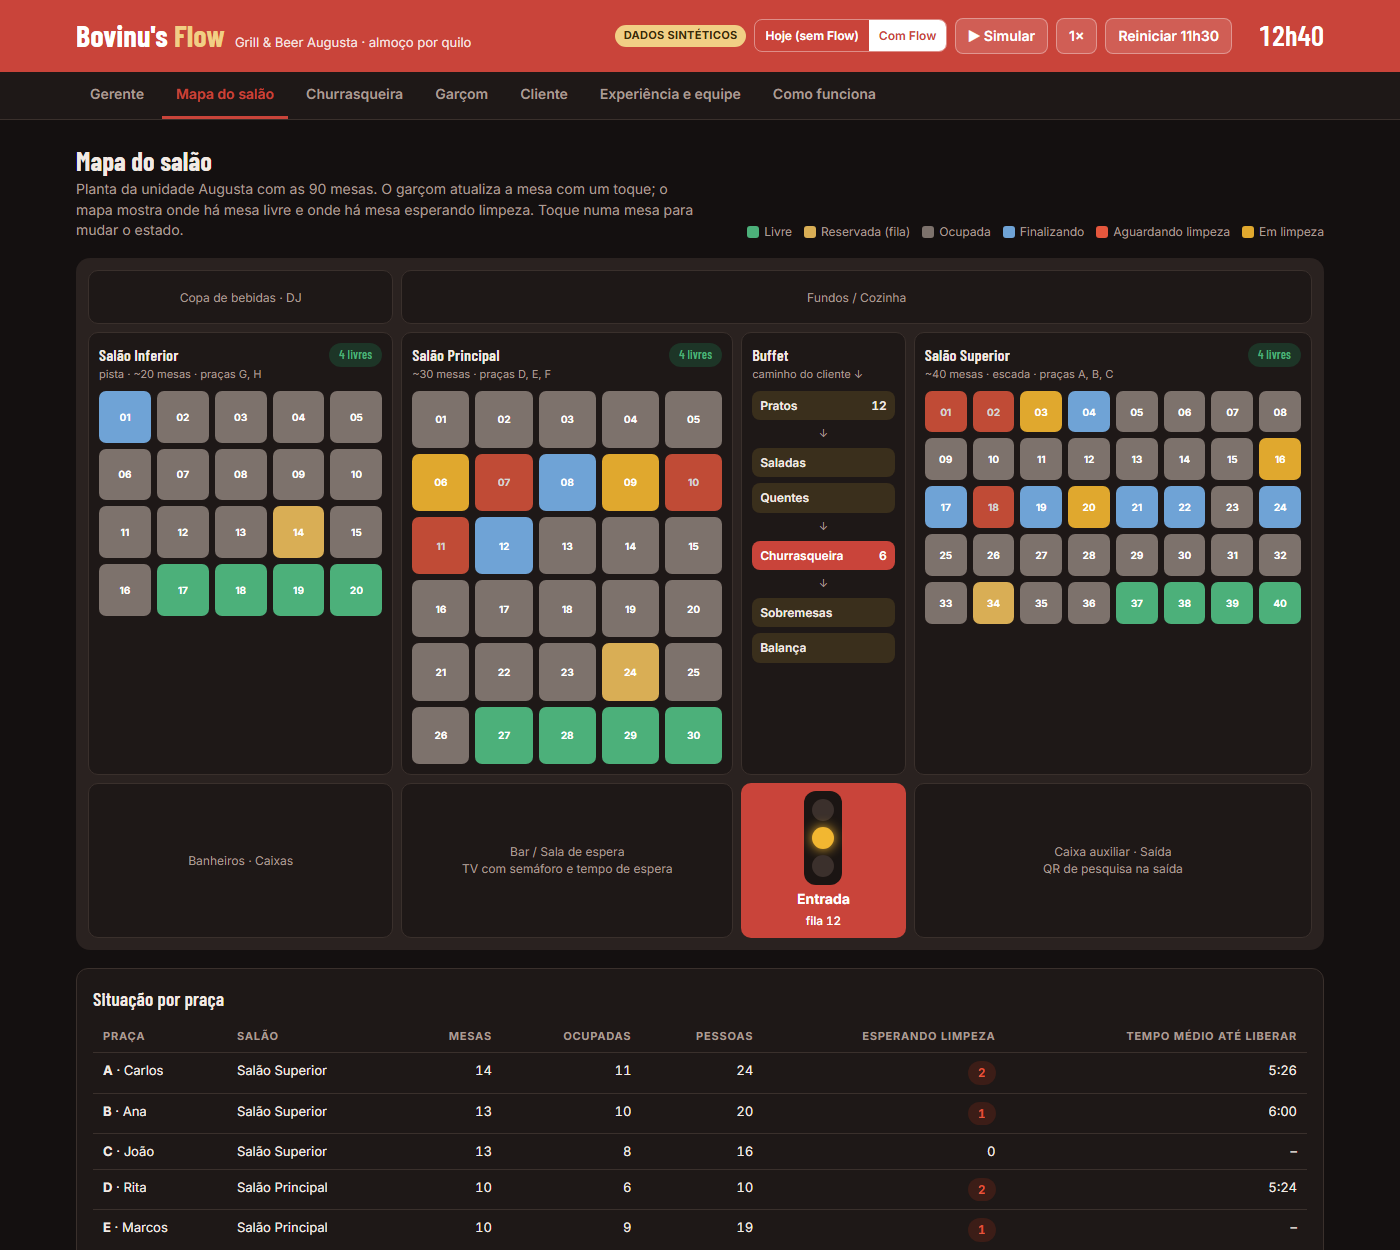 Bovinu's Flow Grill & Beer Augusta · almoço por quilo
DADOS SINTÉTICOS
Hoje (sem Flow) Com Flow
▶ Simular
1×
Reiniciar 11h30
12h40
Gerente Mapa do salão Churrasqueira Garçom Cliente Experiência e equipe Como funciona
Mapa do salão
Planta da unidade Augusta com as 90 mesas. O garçom atualiza a mesa com um toque; o
mapa mostra onde há mesa livre e onde há mesa esperando limpeza. Toque numa mesa para
mudar o estado.
Livre Reservada (fila) Ocupada Finalizando Aguardando limpeza Em limpeza
Copa de bebidas · DJ
Fundos / Cozinha
Salão Inferior 4 livres
pista · ~20 mesas · praças G, H
01 02 03 04 05
06 07 08 09 10
11 12 13 14 15
16 17 18 19 20
Salão Principal 4 livres
~30 mesas · praças D, E, F
01 02 03 04 05
06 07 08 09 10
11 12 13 14 15
16 17 18 19 20
21 22 23 24 25
26 27 28 29 30
Buffet
caminho do cliente ↓
Pratos 12
↓
Saladas
Quentes
↓
Churrasqueira 6
↓
Sobremesas
Balança
Salão Superior 4 livres
~40 mesas · escada · praças A, B, C
01 02 03 04 05 06 07 08
09 10 11 12 13 14 15 16
17 18 19 20 21 22 23 24
25 26 27 28 29 30 31 32
33 34 35 36 37 38 39 40
Banheiros · Caixas
Bar / Sala de espera
TV com semáforo e tempo de espera
Entrada
fila 12
Caixa auxiliar · Saída
QR de pesquisa na saída
Situação por praça
PRAÇA SALÃO MESAS OCUPADAS PESSOAS ESPERANDO LIMPEZA TEMPO MÉDIO ATÉ LIBERAR
A · Carlos Salão Superior 14 11 24 2 5:26
B · Ana Salão Superior 13 10 20 1 6:00
C · João Salão Superior 13 8 16 0 –
D · Rita Salão Principal 10 6 10 2 5:24
E · Marcos Salão Principal 10 9 19 1 –